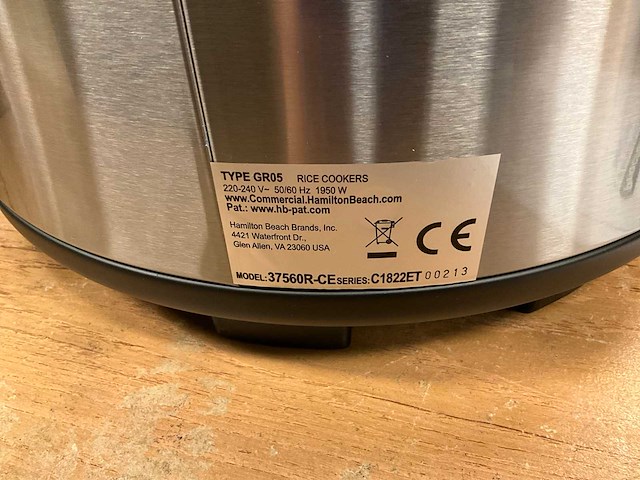 TYPE GR05 RICE COOKERS
220-240 V~ 50/60 Hz 1950 W
www.Commercial.HamiltonBeach.com
Pat.: www.hb-pat.com
Hamilton Beach Brands, Inc.
4421 Waterfront Dr.,
Glen Allen, VA 23060 USA
CE
MODEL: 37560R-CE SERIES: C1822ET 00213